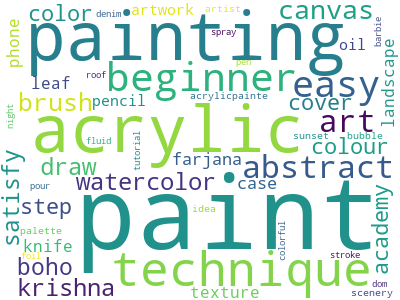 color
painting
artwork
artist
canvas
denim
spray
oil
barbie
phone
beginner
pen
roof
easy
landscape
leaf
acrylicpainte
brush
pencil
cover
acrylic
art
night
fluid
sunset
bubble
colour
tutorial
draw
farjana
abstract
satisfy
watercolor
case
academy
step
paint
idea
palette
knife
colorful
boho
technique
stroke
foil
pour
krishna
texture
dom
scenery